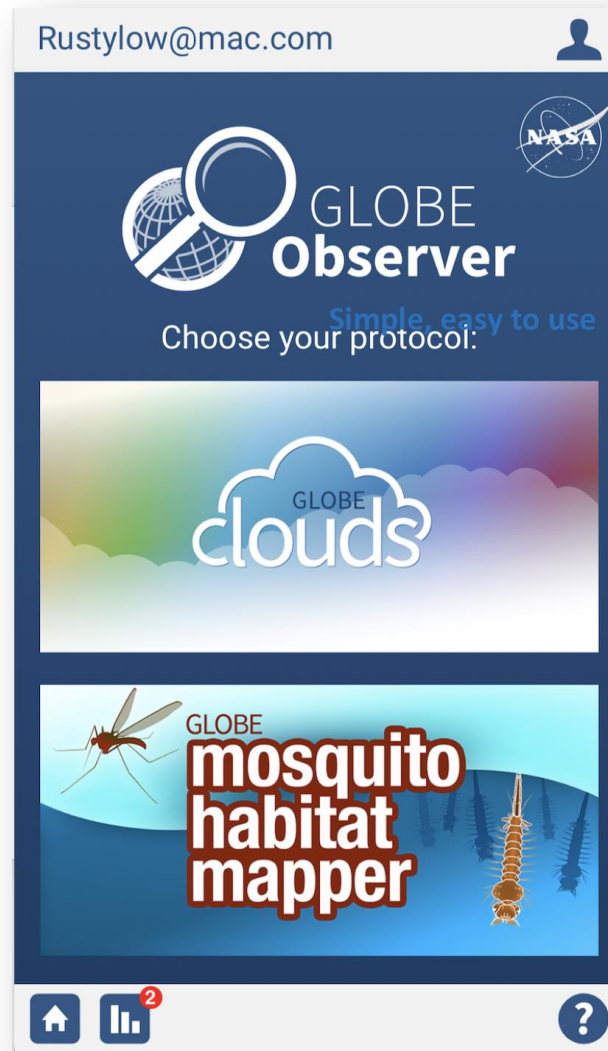 Rustylow@mac.com
NASA
GLOBE
Observer
Simple, easy to use
Choose your protocol:
GLOBE
clouds
GLOBE
mosquito
habitat
mapper
2
?